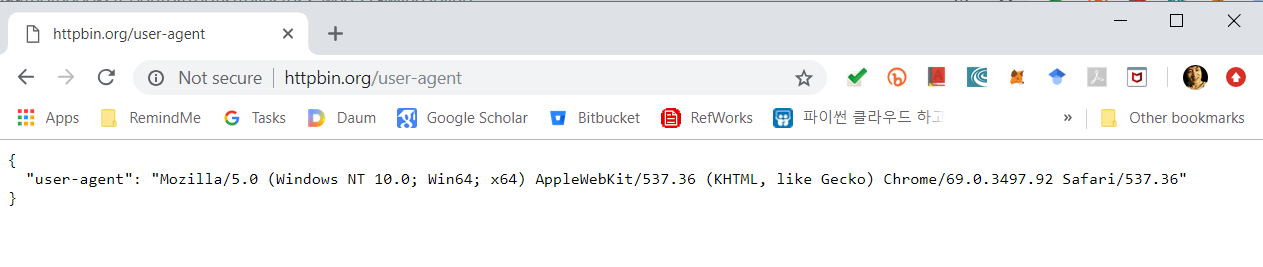 httpbin.org/user-agent
Not secure httpbin.org/user-agent
Apps RemindMe Tasks Daum Google Scholar Bitbucket RefWorks 파이썬 클라우드 하고 » Other bookmarks
{
"user-agent": "Mozilla/5.0 (Windows NT 10.0; Win64; x64) AppleWebKit/537.36 (KHTML, like Gecko) Chrome/69.0.3497.92 Safari/537.36"
}